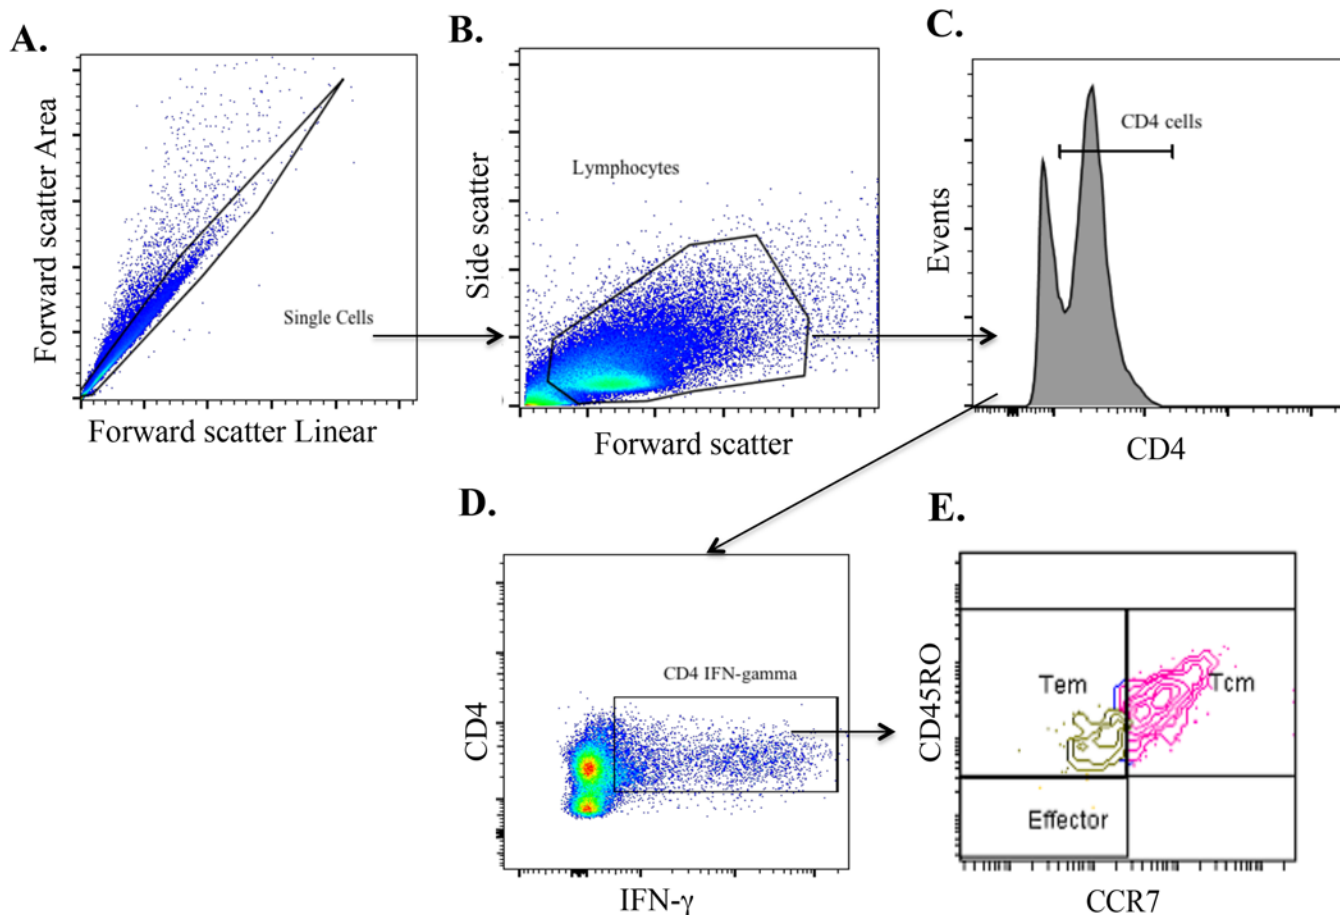 A.
Forward scatter Area
Single Cells
Forward scatter Linear
B.
Side scatter
Lymphocytes
Forward scatter
C.
Events
CD4 cells
CD4
D.
CD4
CD4 IFN-gamma
IFN-γ
E.
CD45RO
Tem
Tcm
Effector
CCR7